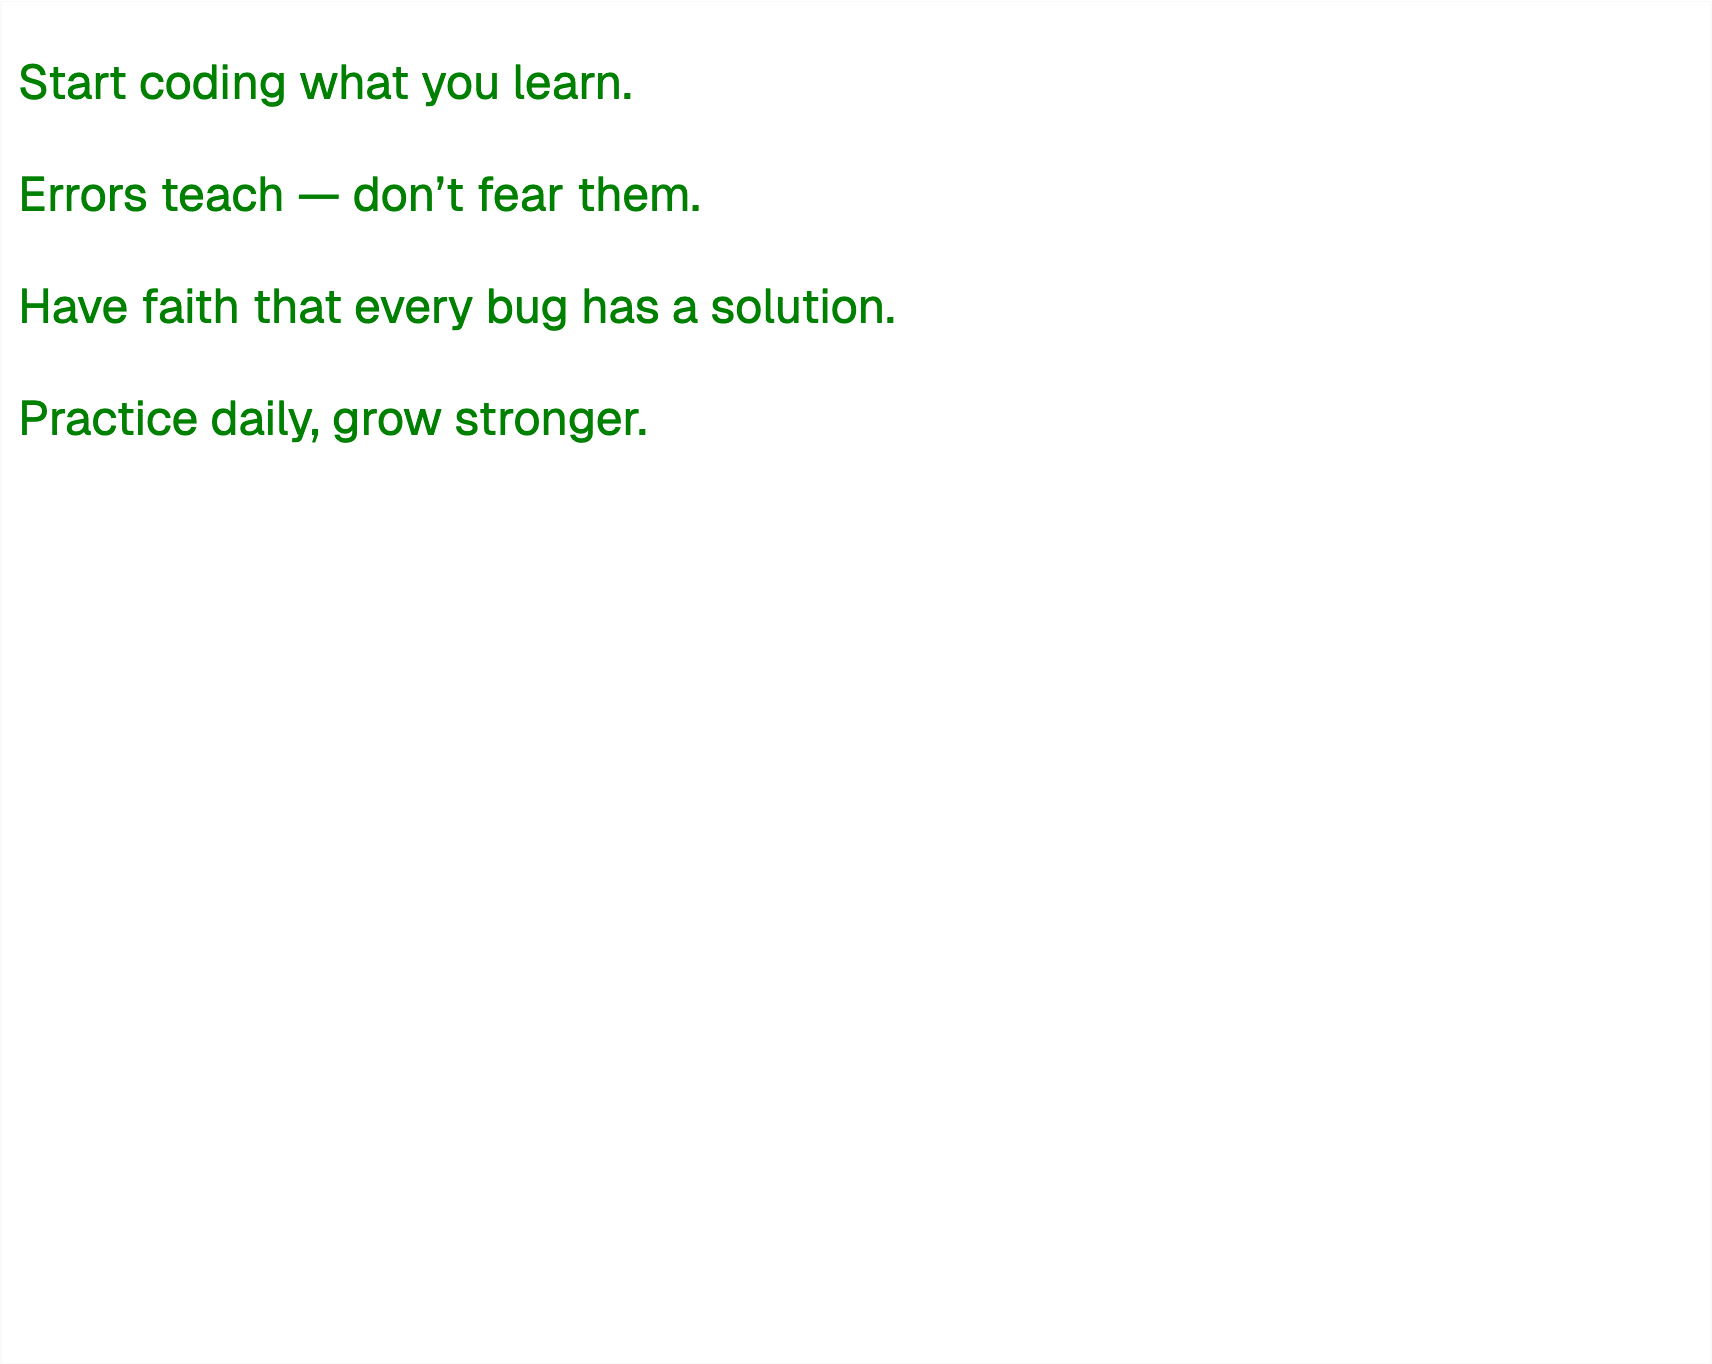 Start coding what you learn.
Errors teach — don’t fear them.
Have faith that every bug has a solution.
Practice daily, grow stronger.